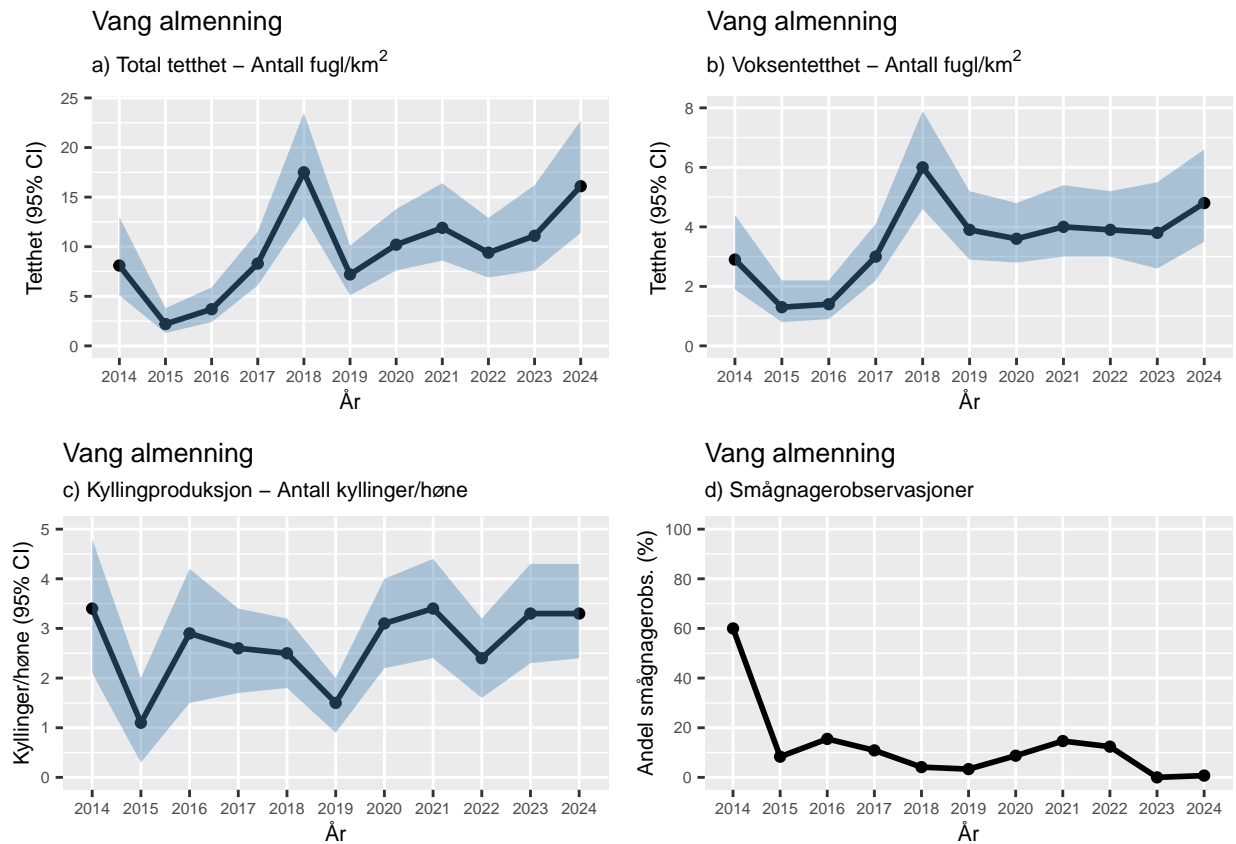 Vang almenning
a) Total tetthet – Antall fugl/km²
Tetthet (95% CI)
25
20
15
10
5
0
2014 2015 2016 2017 2018 2019 2020 2021 2022 2023 2024
År
Vang almenning
b) Voksentetthet – Antall fugl/km²
Tetthet (95% CI)
8
6
4
2
0
2014 2015 2016 2017 2018 2019 2020 2021 2022 2023 2024
År
Vang almenning
c) Kyllingproduksjon – Antall kyllinger/høne
Kyllinger/høne (95% CI)
5
4
3
2
1
0
2014 2015 2016 2017 2018 2019 2020 2021 2022 2023 2024
År
Vang almenning
d) Smågnagerobservasjoner
Andel smågnagerobs. (%)
100
80
60
40
20
0
2014 2015 2016 2017 2018 2019 2020 2021 2022 2023 2024
År